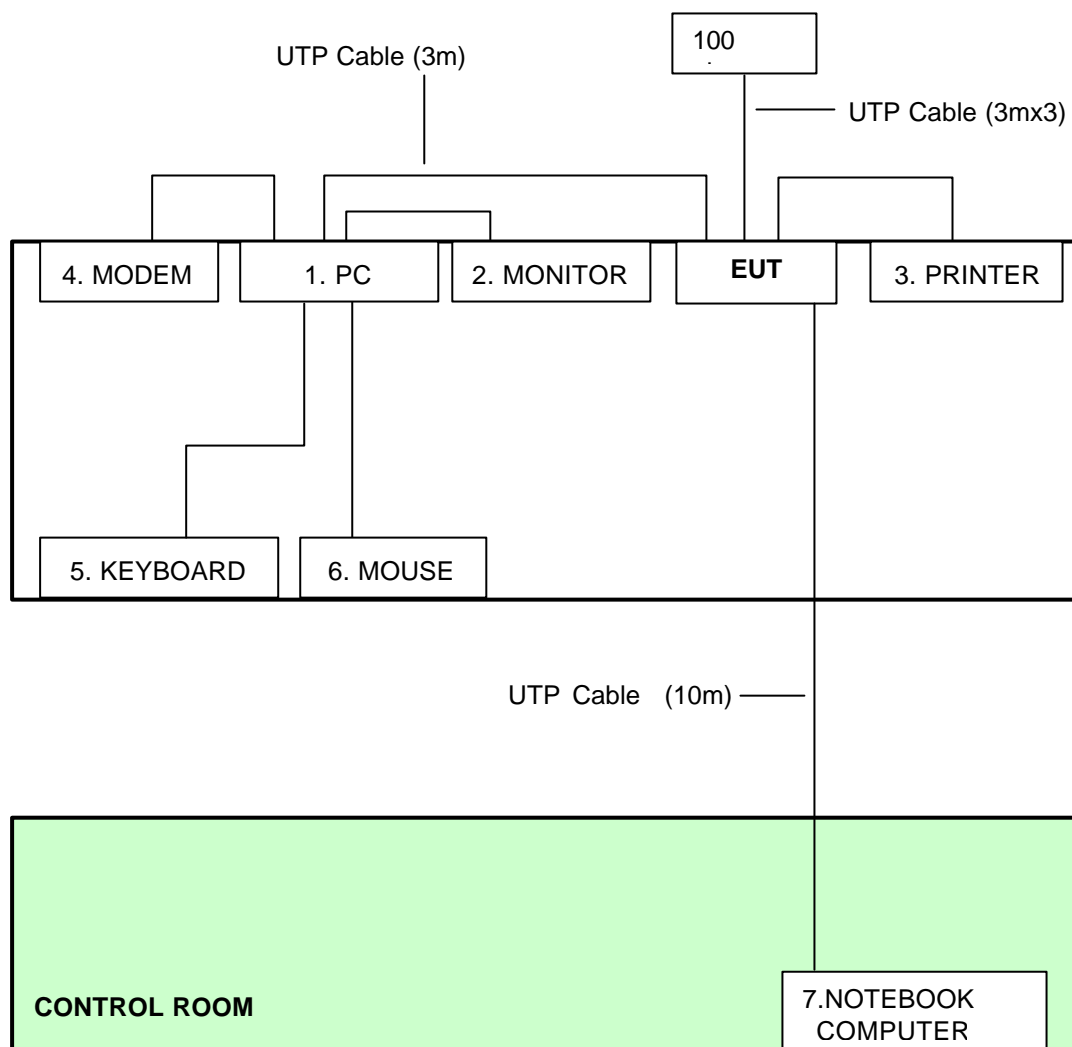 100
UTP Cable (3m)
UTP Cable (3mx3)
4. MODEM
1. PC
2. MONITOR
EUT
3. PRINTER
5. KEYBOARD
6. MOUSE
UTP Cable (10m)
CONTROL ROOM
7.NOTEBOOK
COMPUTER